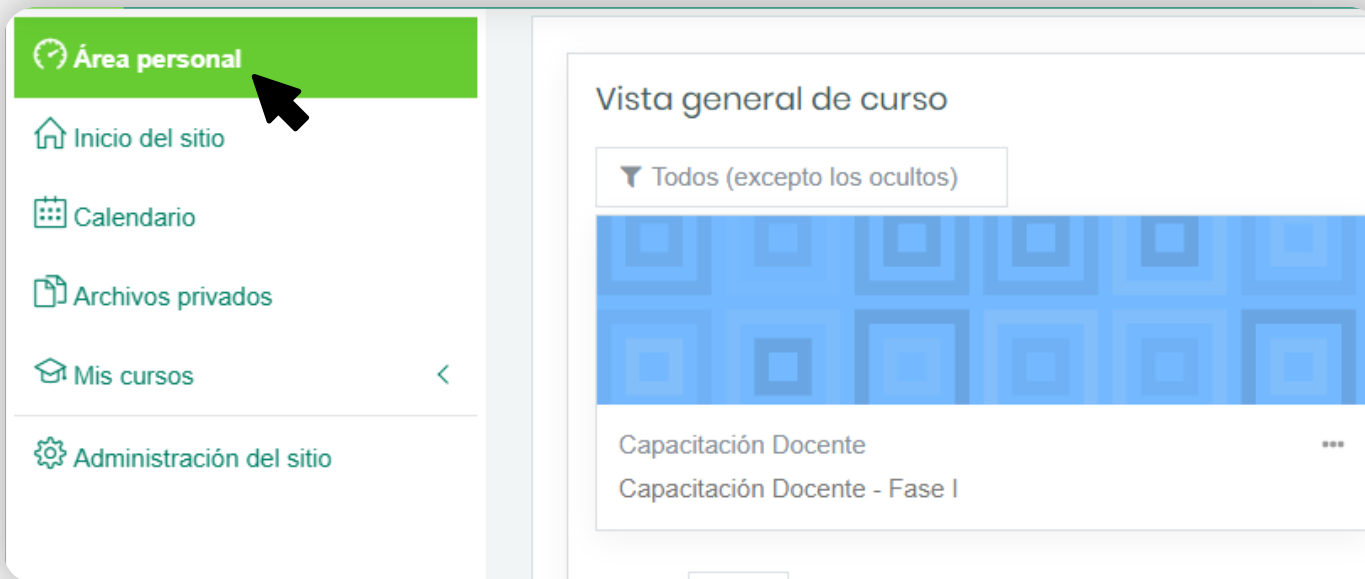 Área personal
Inicio del sitio
Calendario
Archivos privados
Mis cursos
Administración del sitio
Vista general de curso
Todos (excepto los ocultos)
Capacitación Docente
Capacitación Docente - Fase I